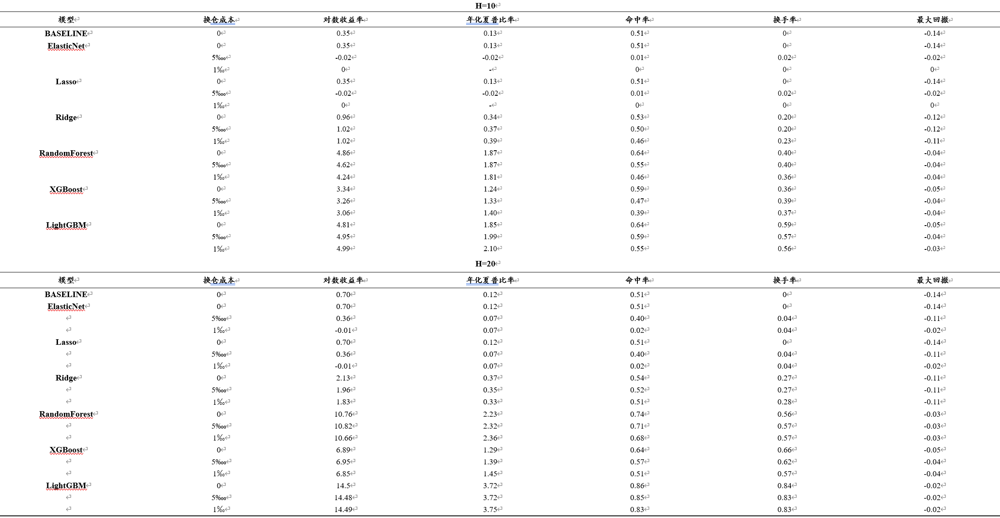 H=10
模型 换仓成本 对数收益率 年化夏普比率 命中率 换手率 最大回撤
BASELINE 0 0.35 0.13 0.51 0 -0.14
ElasticNet 0 0.35 0.13 0.51 0 -0.14
5‱ -0.02 -0.02 0.01 0.02 -0.02
1‰ 0 - 0 0 0
Lasso 0 0.35 0.13 0.51 0 -0.14
5‱ -0.02 -0.02 0.01 0.02 -0.02
1‰ 0 - 0 0 0
Ridge 0 0.96 0.34 0.53 0.20 -0.12
5‱ 1.02 0.37 0.50 0.20 -0.12
1‰ 1.02 0.39 0.46 0.23 -0.11
RandomForest 0 4.86 1.87 0.64 0.40 -0.04
5‱ 4.62 1.87 0.55 0.40 -0.04
1‰ 4.24 1.81 0.46 0.36 -0.04
XGBoost 0 3.34 1.24 0.59 0.36 -0.05
5‱ 3.26 1.33 0.47 0.39 -0.04
1‰ 3.06 1.40 0.39 0.37 -0.04
LightGBM 0 4.81 1.85 0.64 0.59 -0.05
5‱ 4.95 1.99 0.59 0.57 -0.04
1‰ 4.99 2.10 0.55 0.56 -0.03
H=20
模型 换仓成本 对数收益率 年化夏普比率 命中率 换手率 最大回撤
BASELINE 0 0.70 0.12 0.51 0 -0.14
ElasticNet 0 0.70 0.12 0.51 0 -0.14
5‱ 0.36 0.07 0.40 0.04 -0.11
1‰ -0.01 0.07 0.02 0.04 -0.02
Lasso 0 0.70 0.12 0.51 0 -0.14
5‱ 0.36 0.07 0.40 0.04 -0.11
1‰ -0.01 0.07 0.02 0.04 -0.02
Ridge 0 2.13 0.37 0.54 0.27 -0.11
5‱ 1.96 0.35 0.52 0.27 -0.11
1‰ 1.83 0.33 0.51 0.28 -0.11
RandomForest 0 10.76 2.23 0.74 0.56 -0.03
5‱ 10.82 2.32 0.71 0.57 -0.03
1‰ 10.66 2.36 0.68 0.57 -0.03
XGBoost 0 6.89 1.29 0.64 0.66 -0.05
5‱ 6.95 1.39 0.57 0.62 -0.04
1‰ 6.85 1.45 0.51 0.57 -0.04
LightGBM 0 14.5 3.72 0.86 0.84 -0.02
5‱ 14.48 3.72 0.85 0.83 -0.02
1‰ 14.49 3.75 0.83 0.83 -0.02